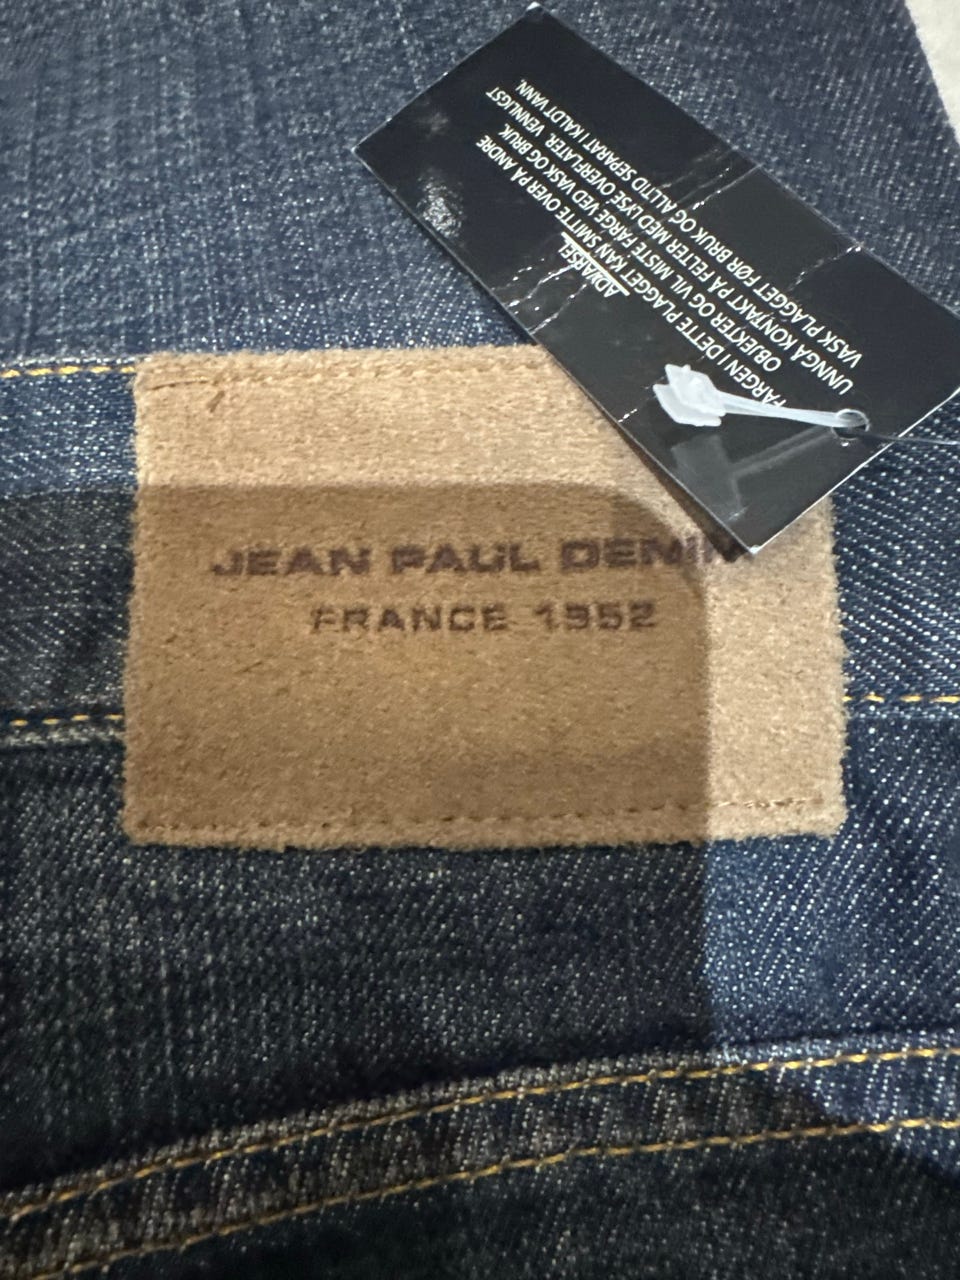 ADVARSEL
FARGEN I DETTE PLAGGET KAN SMITTE OVER PÅ ANDRE
OBJEKTER OG VIL MISTE FARGE VED VASK OG BRUK.
UNNGÅ KONTAKT PÅ FELTER MED LYSE OVERFLATER. VENNLIGST
VASK PLAGGET FØR BRUK OG ALLTID SEPARAT I KALDT VANN.
JEAN PAUL DENIM
FRANCE 1952